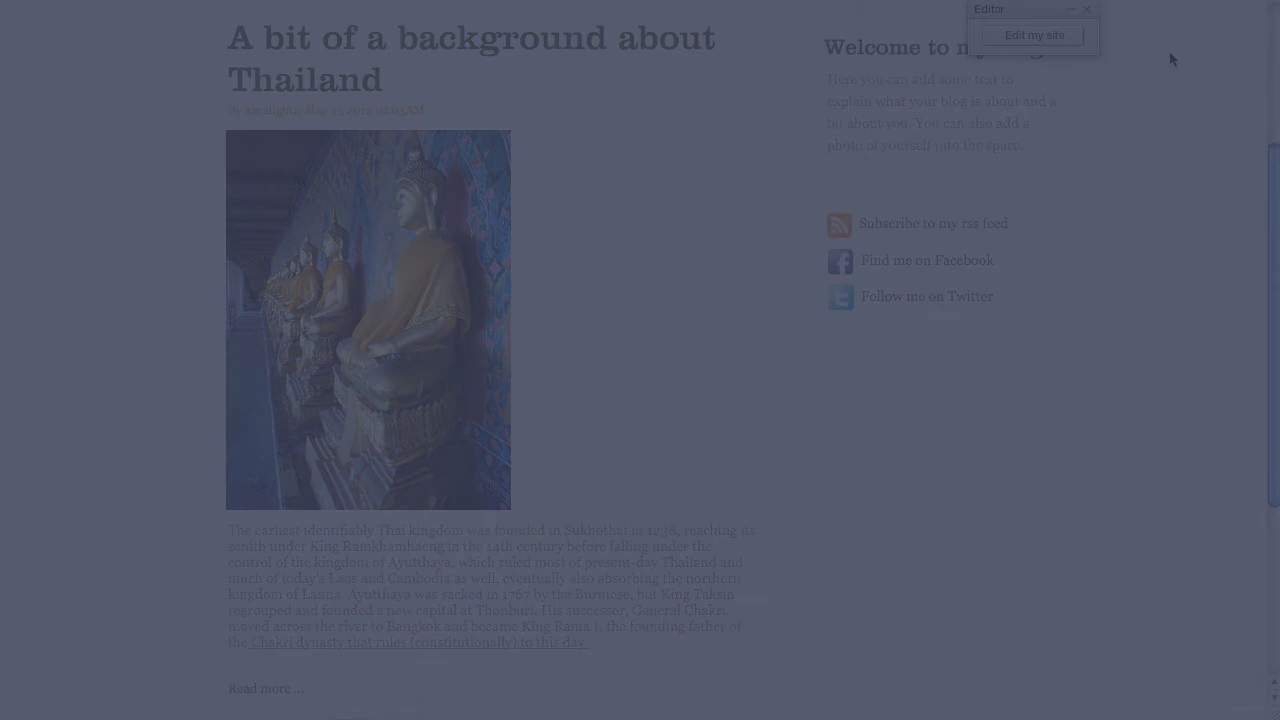 Editor
Edit my site
A bit of a background about
Thailand
Welcome to my
Here you can add some text to
explain what your blog is about and a
bit about you. You can also add a
photo of yourself into the space.
Subscribe to my rss feed
Find me on Facebook
Follow me on Twitter
The earliest identifiably Thai kingdom was founded in Sukhothai in 1238, reaching its
zenith under King Ramkhamhaeng in the 14th century before falling under the
control of the kingdom of Ayutthaya, which ruled most of present-day Thailand and
much of today's Laos and Cambodia as well, eventually also absorbing the northern
kingdom of Lanna. Ayutthaya was sacked in 1767 by the Burmese, but King Taksin
regrouped and founded a new capital at Thonburi. His successor, General Chakri,
moved across the river to Bangkok and became King Rama I, the founding father of
the Chakri dynasty that rules (constitutionally) to this day.
Read more ...